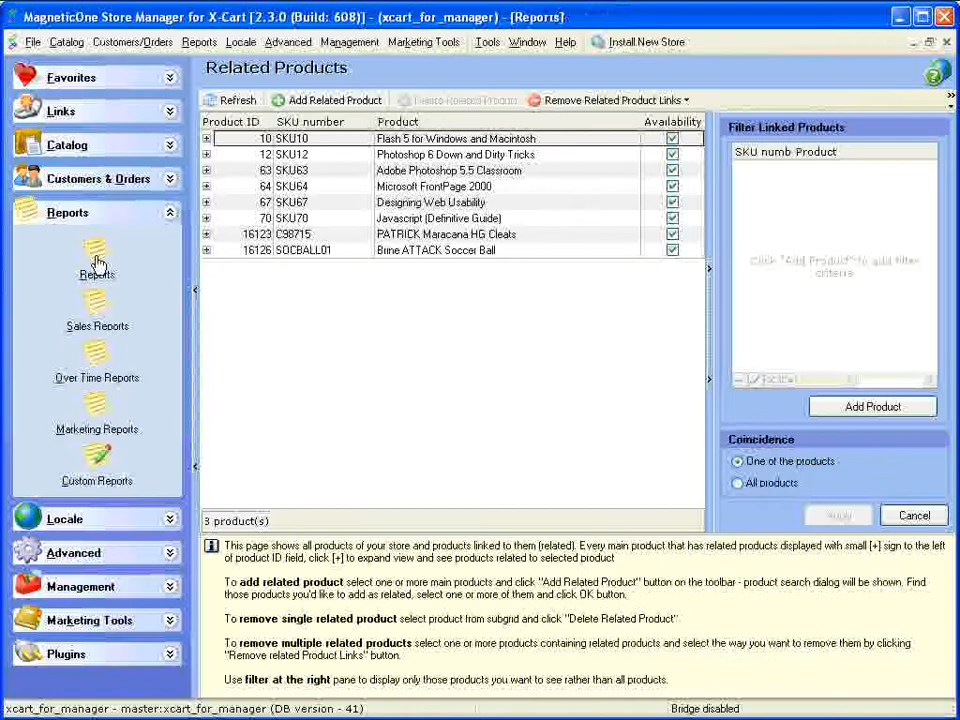 MagneticOne Store Manager for X-Cart [2.3.0 (Build: 608)] - (xcart_for_manager) - [Reports]
File Catalog Customers/Orders Reports Locale Advanced Management Marketing Tools Tools Window Help Install New Store
Favorites
Links
Catalog
Customers & Orders
Reports
Reports
Sales Reports
Over Time Reports
Marketing Reports
Custom Reports
Locale
Advanced
Management
Marketing Tools
Plugins
Related Products
Refresh Add Related Product Delete Related Product Remove Related Product Links
Product ID SKU number Product Availability
10 SKU10 Flash 5 for Windows and Macintosh
12 SKU12 Photoshop 6 Down and Dirty Tricks
63 SKU63 Adobe Photoshop 5.5 Classroom
64 SKU64 Microsoft FrontPage 2000
67 SKU67 Designing Web Usability
70 SKU70 Javascript (Definitive Guide)
16123 C98715 PATRICK Maracana HG Cleats
16126 SOCBALL01 Brine ATTACK Soccer Ball
product(s)
Filter Linked Products
SKU numb Product
Click "Add Product" to add filter
criteria
Add Product
Coincidence
One of the products
All products
Apply Cancel
This page shows all products of your store and products linked to them (related). Every main product that has related products displayed with small [+] sign to the left
of product ID field, click [+] to expand view and see products related to selected product
To add related product select one or more main products and click "Add Related Product" button on the toolbar - product search dialog will be shown. Find
those products you'd like to add as related, select one or more of them and click OK button.
To remove single related product select product from subgrid and click "Delete Related Product"
To remove multiple related products select one or more products containing related products and select the way you want to remove them by clicking
"Remove related Product Links" button.
Use filter at the right pane to display only those products you want to see rather than all products.
xcart_for_manager - master:xcart_for_manager (DB version - 41) Bridge disabled